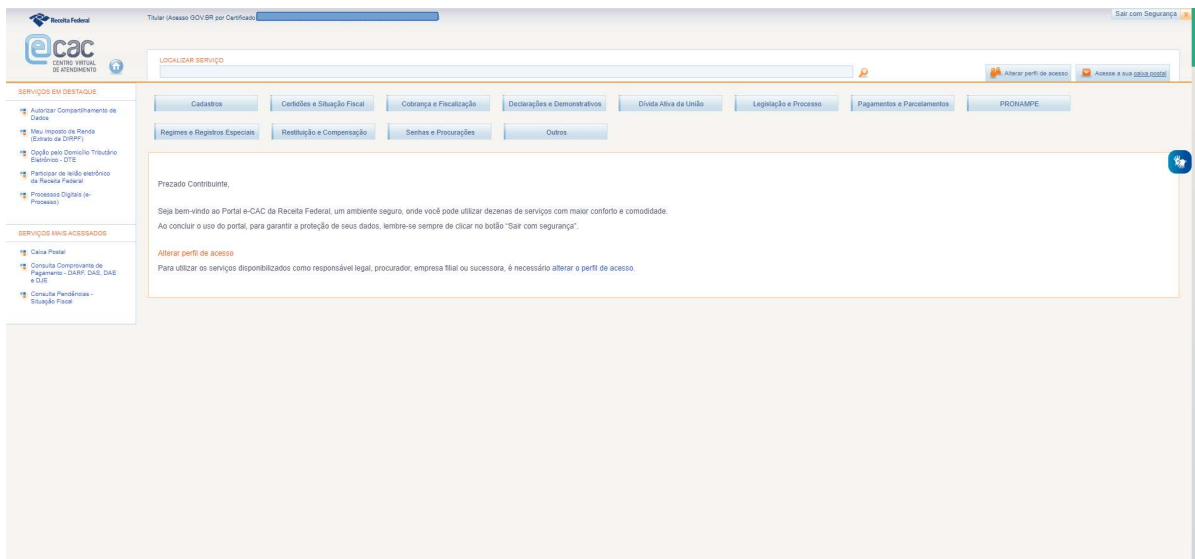 Receita Federal
Titular (Acesso GOV.BR por Certificado
Sair com Segurança
x
ecac
CENTRO VIRTUAL
DE ATENDIMENTO
LOCALIZAR SERVIÇO
Alterar perfil de acesso
Acesse a sua caixa postal
SERVIÇOS EM DESTAQUE
Autorizar Compartilhamento de
Dados
Meu Imposto de Renda
(Extrato da DIRPF)
Opção pelo Domicílio Tributário
Eletrônico - DTE
Participar de leilão eletrônico
da Receita Federal
Processos Digitais (e-
Processo)
SERVIÇOS MAIS ACESSADOS
Caixa Postal
Consulta Comprovante de
Pagamento - DARF, DAS, DAE
e DJE
Consulta Pendências -
Situação Fiscal
Cadastros
Certidões e Situação Fiscal
Cobrança e Fiscalização
Declarações e Demonstrativos
Dívida Ativa da União
Legislação e Processo
Pagamentos e Parcelamentos
PRONAMPE
Regimes e Registros Especiais
Restituição e Compensação
Senhas e Procurações
Outros
Prezado Contribuinte,
Seja bem-vindo ao Portal e-CAC da Receita Federal, um ambiente seguro, onde você pode utilizar dezenas de serviços com maior conforto e comodidade.
Ao concluir o uso do portal, para garantir a proteção de seus dados, lembre-se sempre de clicar no botão “Sair com segurança”.
Alterar perfil de acesso
Para utilizar os serviços disponibilizados como responsável legal, procurador, empresa filial ou sucessora, é necessário alterar o perfil de acesso.